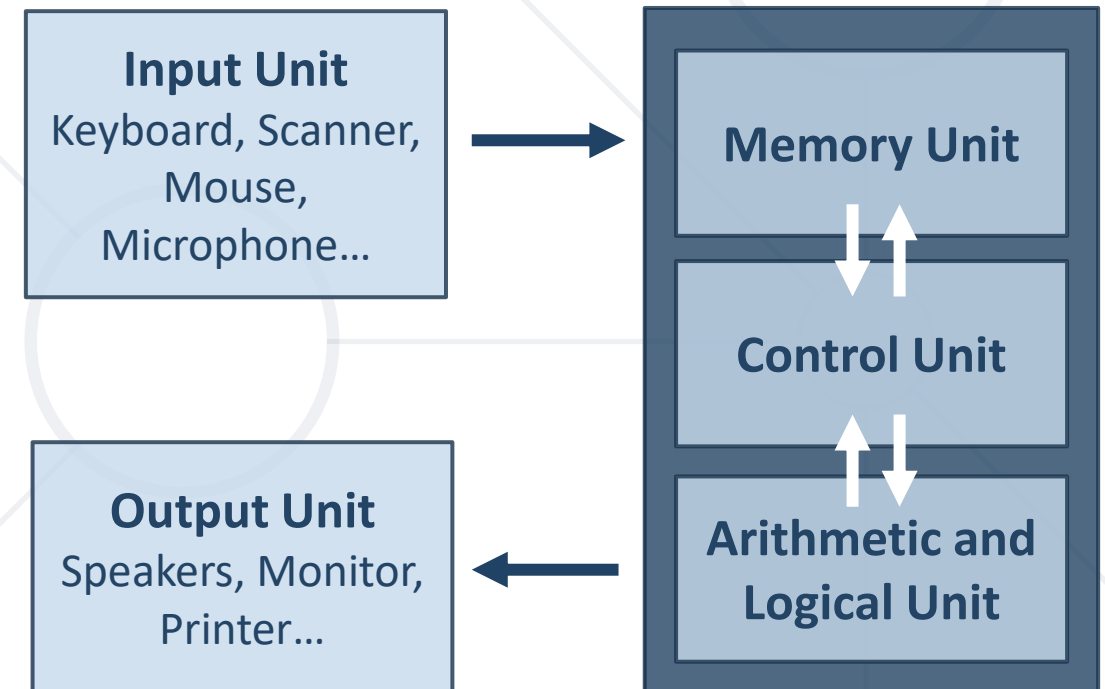 Input Unit
Keyboard, Scanner,
Mouse,
Microphone…
Memory Unit
Control Unit
Output Unit
Speakers, Monitor,
Printer…
Arithmetic and
Logical Unit